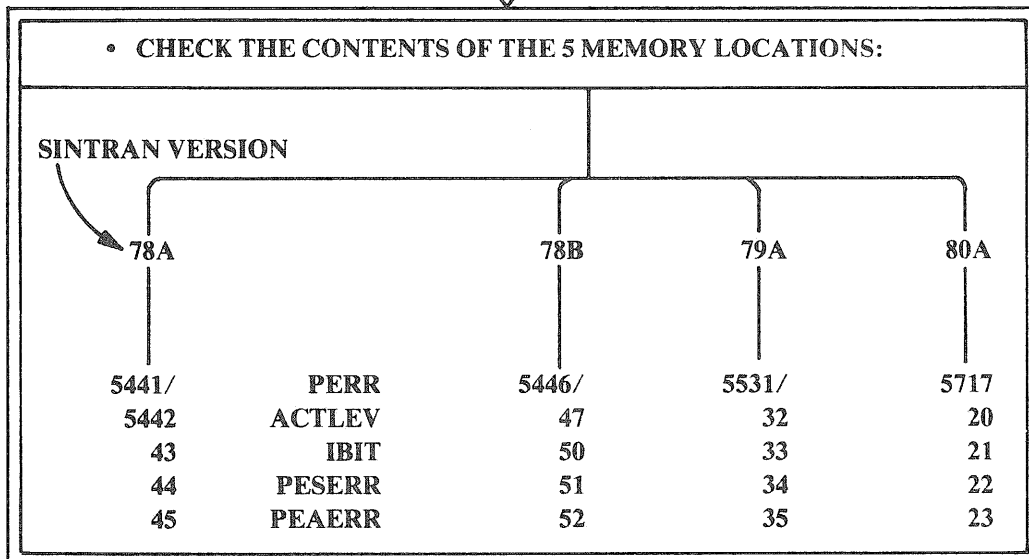 • CHECK THE CONTENTS OF THE 5 MEMORY LOCATIONS:
SINTRAN VERSION
78A 78B 79A 80A
5441/ PERR 5446/ 5531/ 5717
5442 ACTLEV 47 32 20
43 IBIT 50 33 21
44 PESERR 51 34 22
45 PEAERR 52 35 23